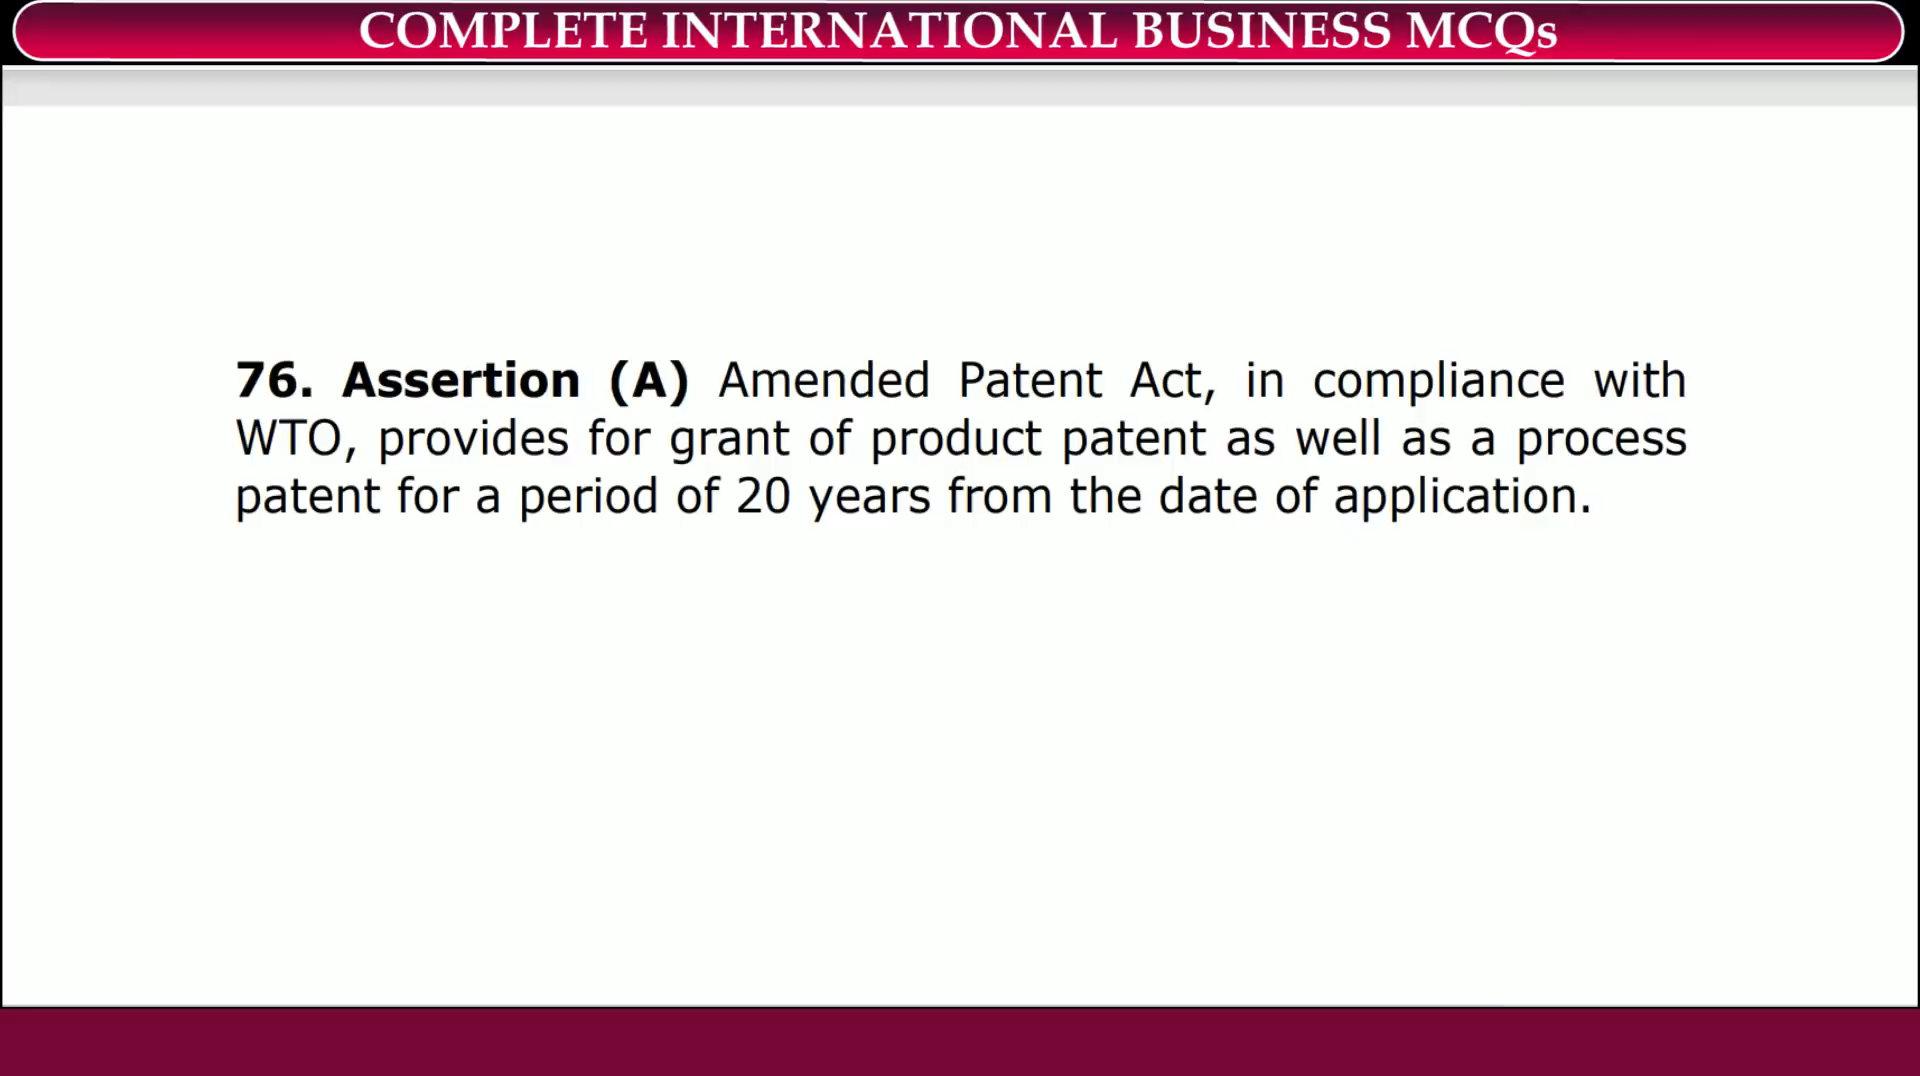 COMPLETE INTERNATIONAL BUSINESS MCQs
76. Assertion (A) Amended Patent Act, in compliance with
WTO, provides for grant of product patent as well as a process
patent for a period of 20 years from the date of application.